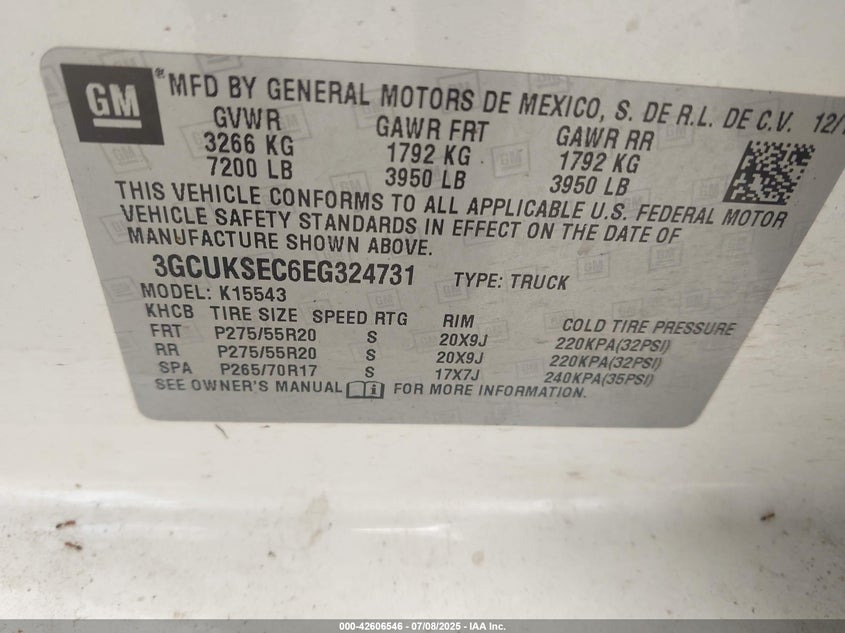 GM
®MFD BY GENERAL MOTORS DE MEXICO, S. DE R.L. DE C.V. 12/
GVWR GAWR FRT GAWR RR
3266 KG 1792 KG 1792 KG
7200 LB 3950 LB 3950 LB
THIS VEHICLE CONFORMS TO ALL APPLICABLE U.S. FEDERAL MOTOR
VEHICLE SAFETY STANDARDS IN EFFECT ON THE DATE OF
MANUFACTURE SHOWN ABOVE.
3GCUKSEC6EG324731 TYPE: TRUCK
MODEL: K15543
KHCB TIRE SIZE SPEED RTG RIM COLD TIRE PRESSURE
FRT P275/55R20 S 20X9J 220KPA(32PSI)
RR P275/55R20 S 20X9J 220KPA(32PSI)
SPA P265/70R17 S 17X7J 240KPA(35PSI)
SEE OWNER'S MANUAL FOR MORE INFORMATION.
000-42606546 - 07/08/2025 - IAA Inc.